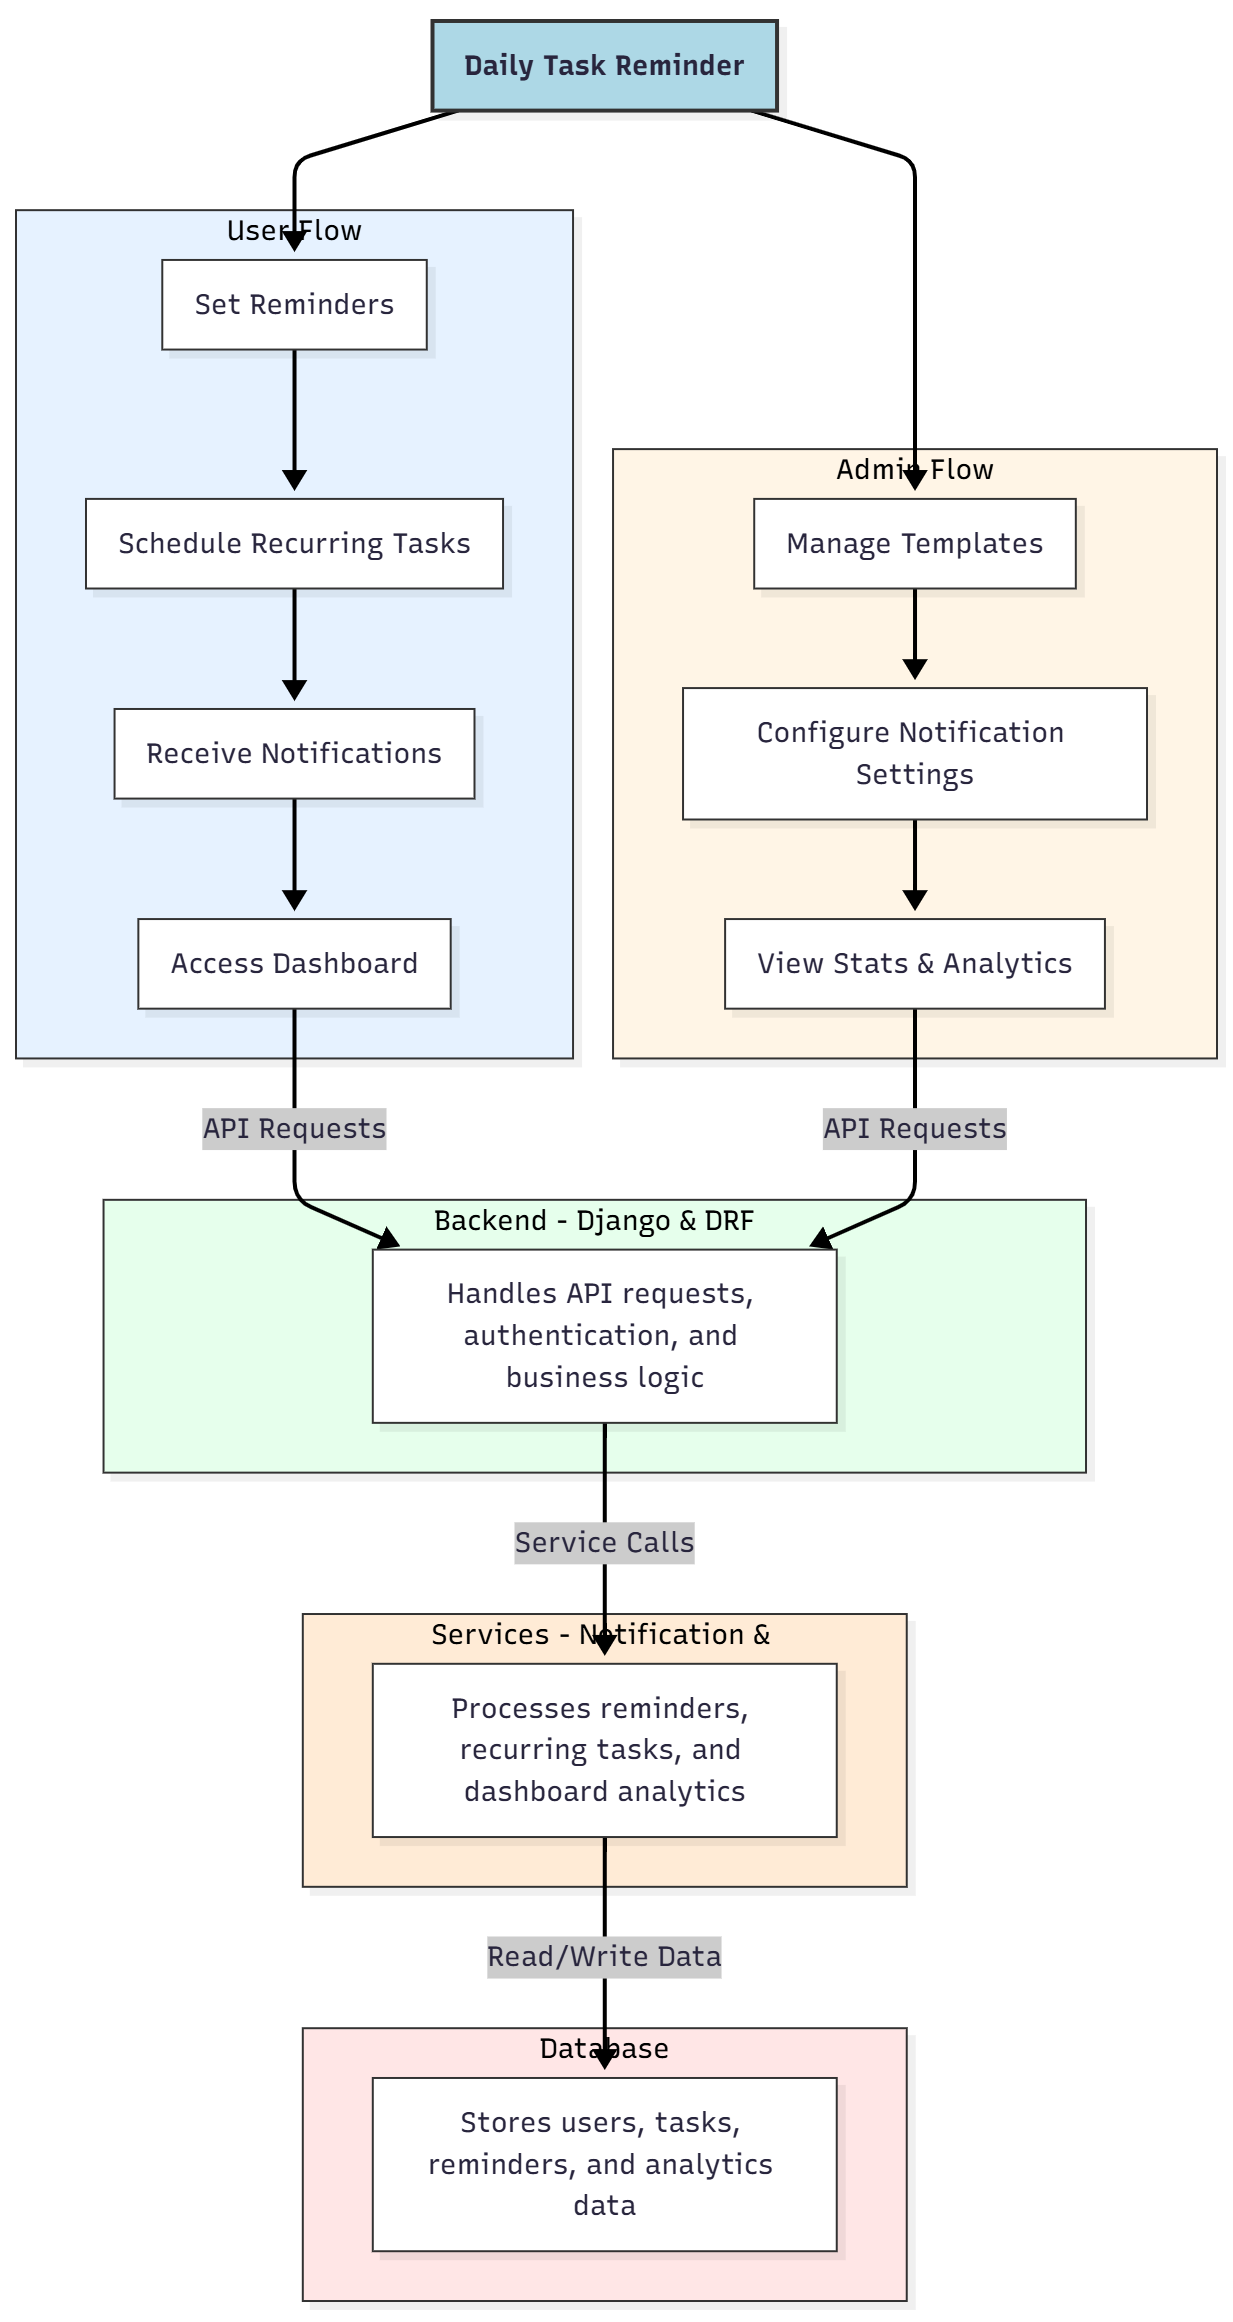 Daily Task Reminder
User Flow
Set Reminders
Schedule Recurring Tasks
Receive Notifications
Access Dashboard
Admin Flow
Manage Templates
Configure Notification
Settings
View Stats & Analytics
API Requests
API Requests
Backend - Django & DRF
Handles API requests,
authentication, and
business logic
Service Calls
Services - Notification &
Processes reminders,
recurring tasks, and
dashboard analytics
Read/Write Data
Database
Stores users, tasks,
reminders, and analytics
data